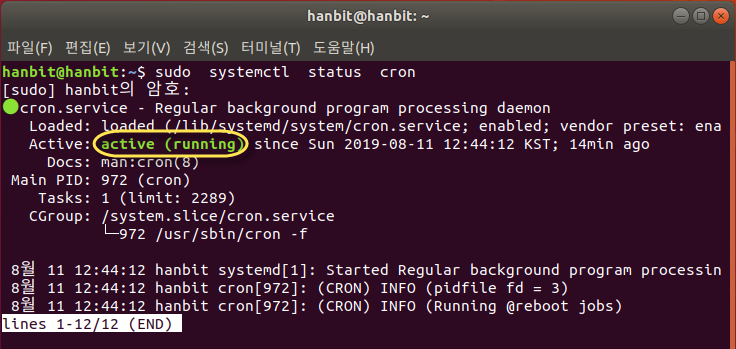 hanbit@hanbit: ~
파일(F) 편집(E) 보기(V) 검색(S) 터미널(T) 도움말(H)
hanbit@hanbit:~$ sudo  systemctl  status  cron
[sudo] hanbit의 암호:
●cron.service - Regular background program processing daemon
   Loaded: loaded (/lib/systemd/system/cron.service; enabled; vendor preset: ena
   Active: active (running) since Sun 2019-08-11 12:44:12 KST; 14min ago
     Docs: man:cron(8)
 Main PID: 972 (cron)
    Tasks: 1 (limit: 2289)
   CGroup: /system.slice/cron.service
           └─972 /usr/sbin/cron -f
 8월 11 12:44:12 hanbit systemd[1]: Started Regular background program processin
 8월 11 12:44:12 hanbit cron[972]: (CRON) INFO (pidfile fd = 3)
 8월 11 12:44:12 hanbit cron[972]: (CRON) INFO (Running @reboot jobs)
lines 1-12/12 (END)